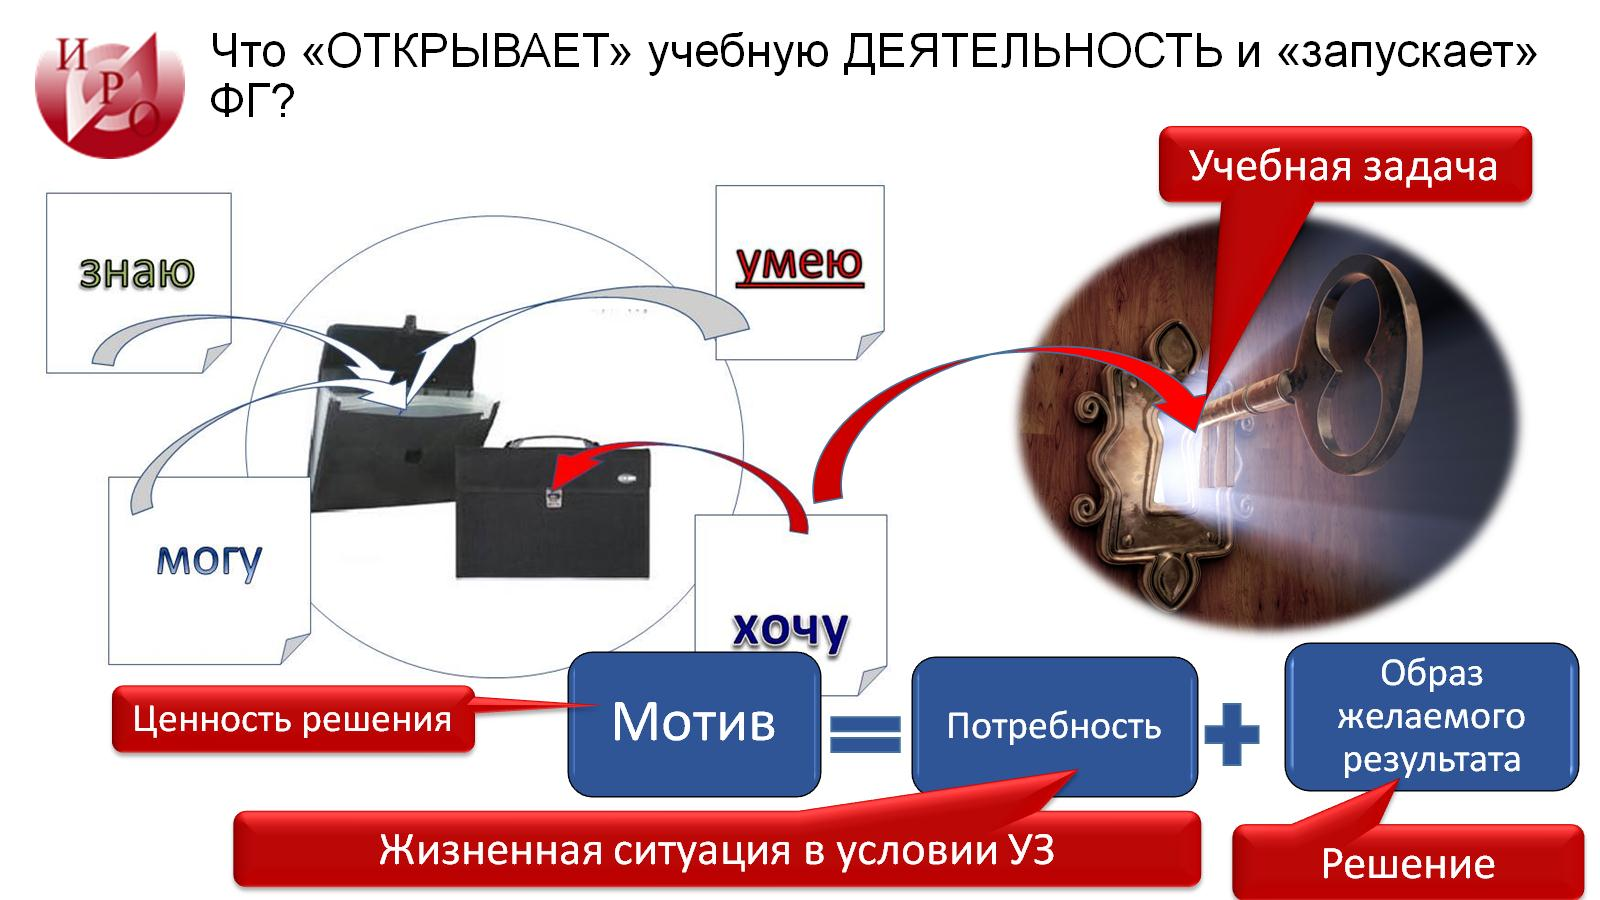 ИРО
Что «ОТКРЫВАЕТ» учебную ДЕЯТЕЛЬНОСТЬ и «запускает»
ФГ?
Учебная задача
знаю
умею
могу
хочу
Ценность решения
Мотив
=
Потребность
+
Образ
желаемого
результата
Жизненная ситуация в условии УЗ
Решение